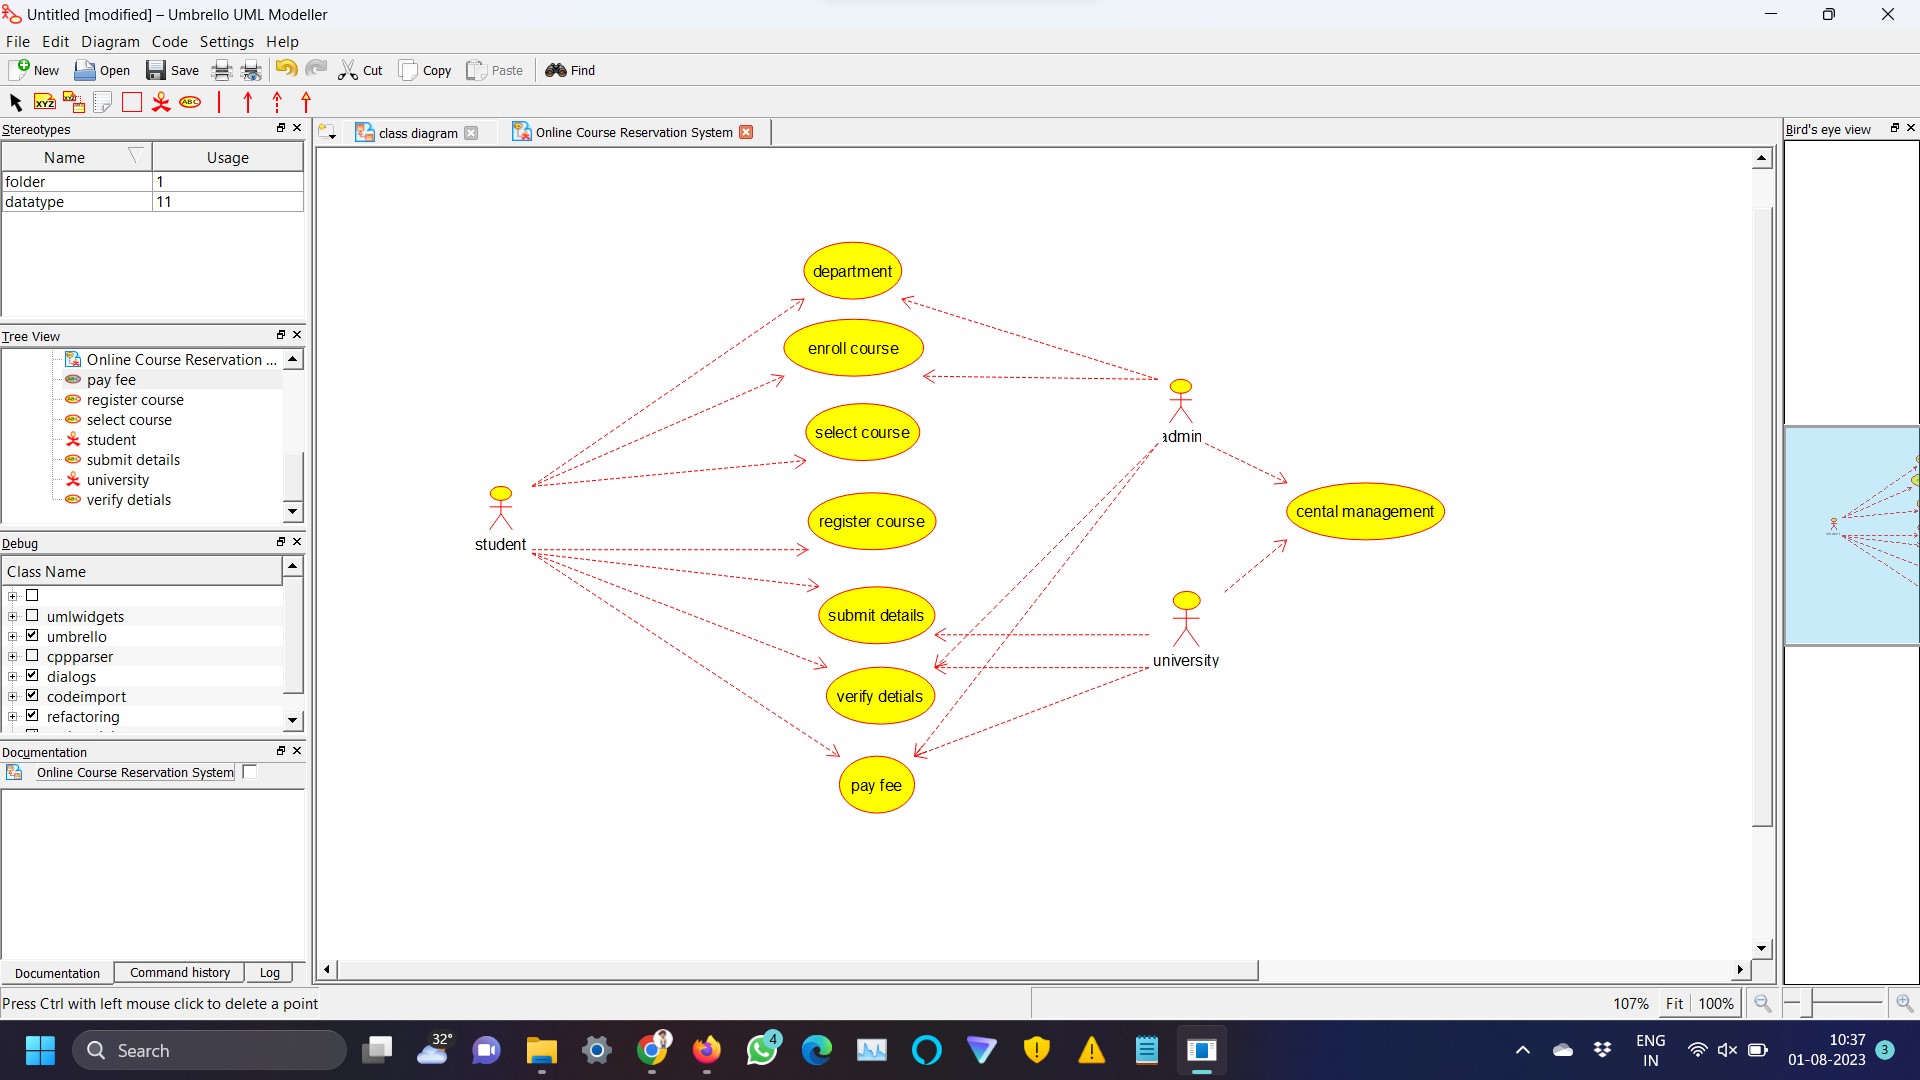 Untitled [modified] – Umbrello UML Modeller
File Edit Diagram Code Settings Help
New Open Save Cut Copy Paste Find
XYZ ABC
Stereotypes
Name Usage
folder 1
datatype 11
Tree View
Online Course Reservation ...
pay fee
register course
select course
student
submit details
university
verify detials
Debug
Class Name
umlwidgets
umbrello
cppparser
dialogs
codeimport
refactoring
Documentation
Online Course Reservation System
Documentation Command history Log
class diagram Online Course Reservation System
department
enroll course
select course
register course
submit details
verify detials
pay fee
student
admin
university
cental management
Bird's eye view
Press Ctrl with left mouse click to delete a point
107% Fit 100%
Search
32°
4
ENG
IN
10:37
01-08-2023
3